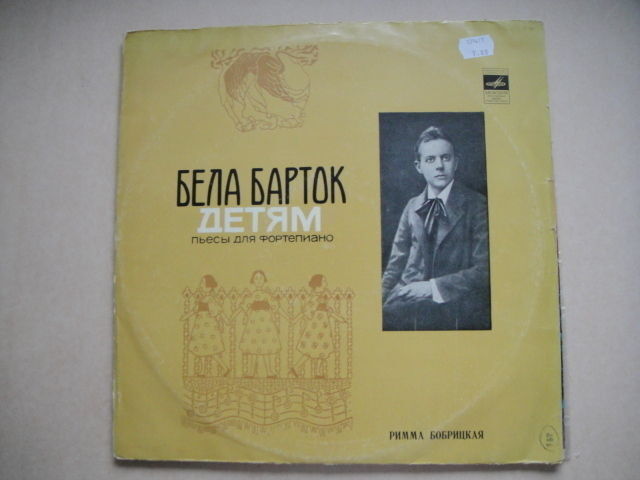 БЕЛА БАРТОК
ДЕТЯМ
ПЬЕСЫ ДЛЯ ФОРТЕПИАНО
РИММА БОБРИЦКАЯ